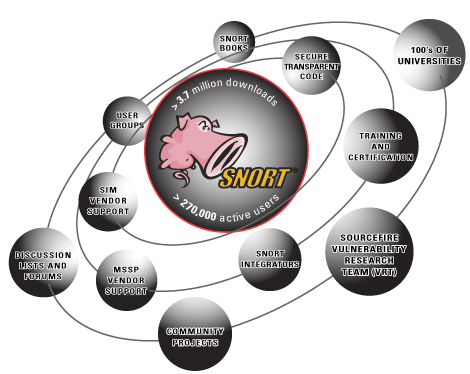 SNORT
BOOKS
SECURE
TRANSPARENT
CODE
100's OF
UNIVERSITIES
> 3.7 million downloads
USER
GROUPS
TRAINING
AND
CERTIFICATION
SNORT
> 270,000 active users
SIM
VENDOR
SUPPORT
SOURCEFIRE
VULNERABILITY
RESEARCH
TEAM (VRT)
DISCUSSION
LISTS AND
FORUMS
MSSP
VENDOR
SUPPORT
SNORT
INTEGRATORS
COMMUNITY
PROJECTS